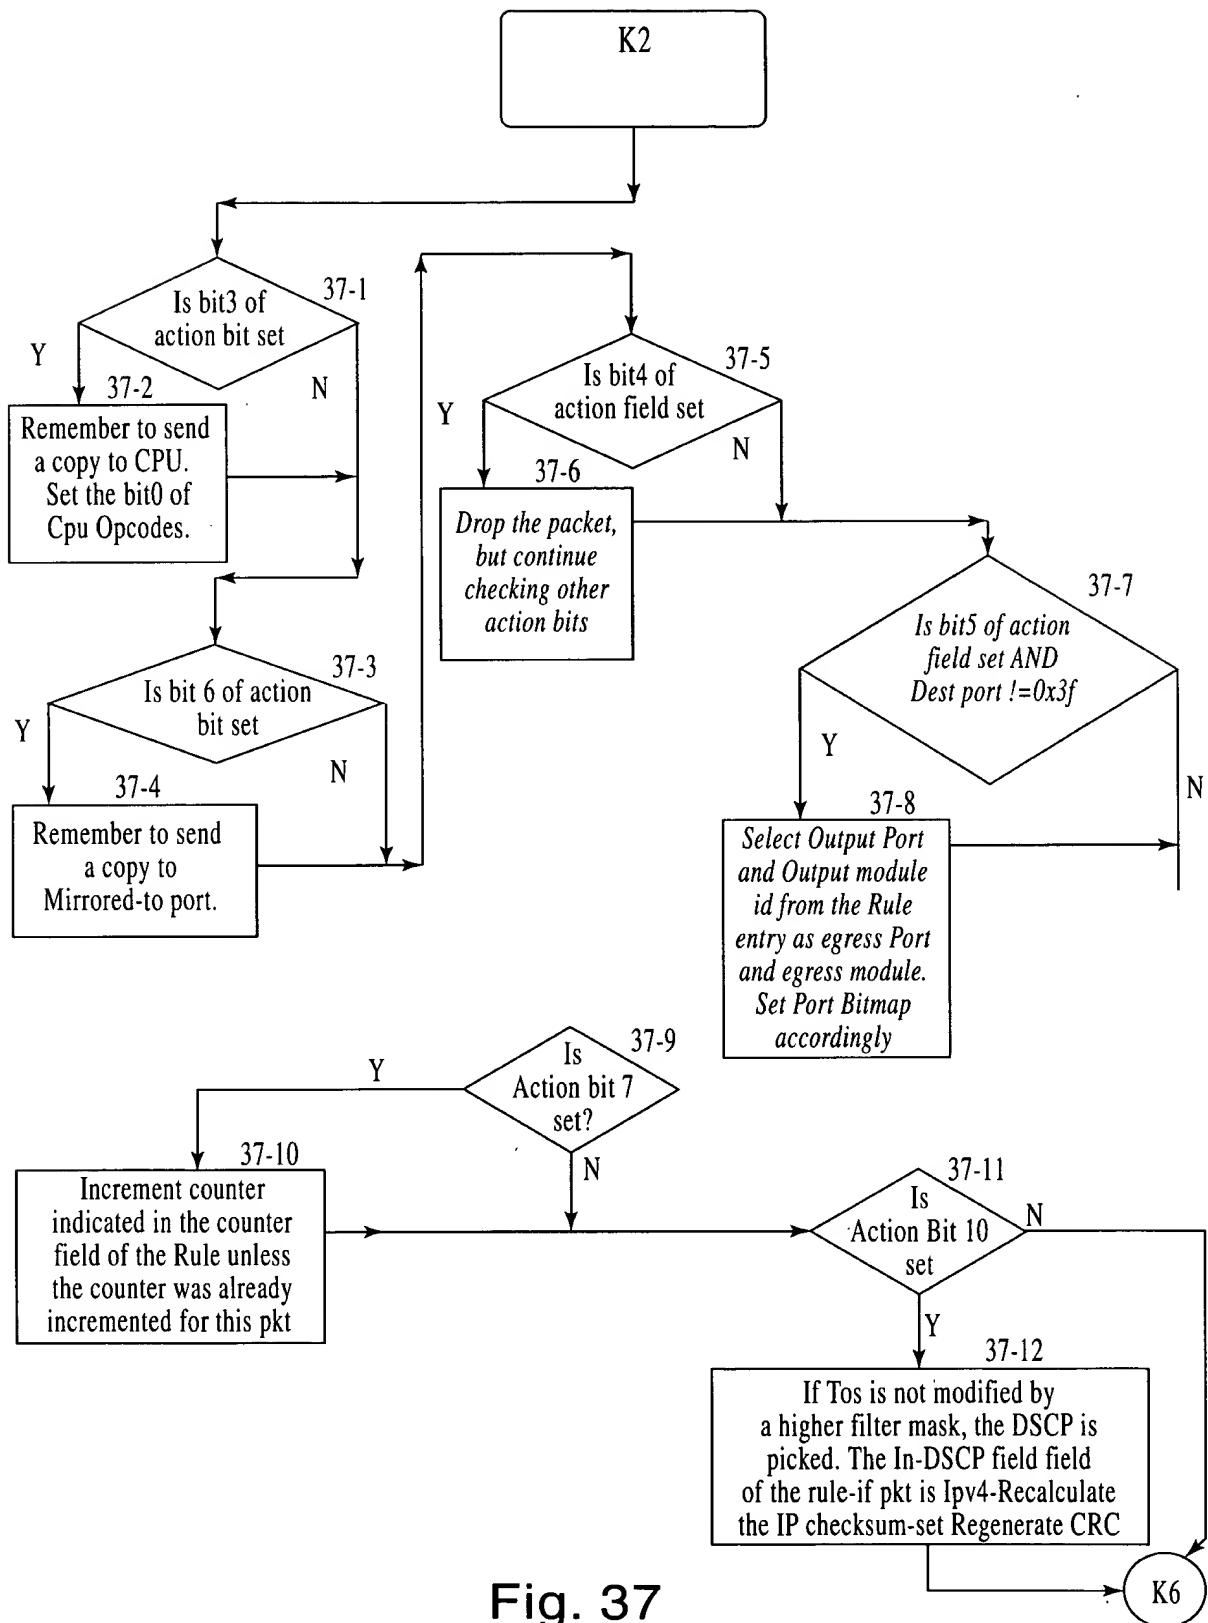 K2
37-1
Is bit3 of
action bit set
Y
N
37-2
Remember to send
a copy to CPU.
Set the bit0 of
Cpu Opcodes.
37-3
Is bit 6 of action
bit set
Y
N
37-4
Remember to send
a copy to
Mirrored-to port.
37-5
Is bit4 of
action field set
Y
N
37-6
Drop the packet,
but continue
checking other
action bits
37-7
Is bit5 of action
field set AND
Dest port !=0x3f
Y
N
37-8
Select Output Port
and Output module
id from the Rule
entry as egress Port
and egress module.
Set Port Bitmap
accordingly
37-9
Is
Action bit 7
set?
Y
N
37-10
Increment counter
indicated in the counter
field of the Rule unless
the counter was already
incremented for this pkt
37-11
Is
Action Bit 10
set
N
Y
37-12
If Tos is not modified by
a higher filter mask, the DSCP is
picked. The In-DSCP field field
of the rule-if pkt is Ipv4-Recalculate
the IP checksum-set Regenerate CRC
K6
Fig. 37